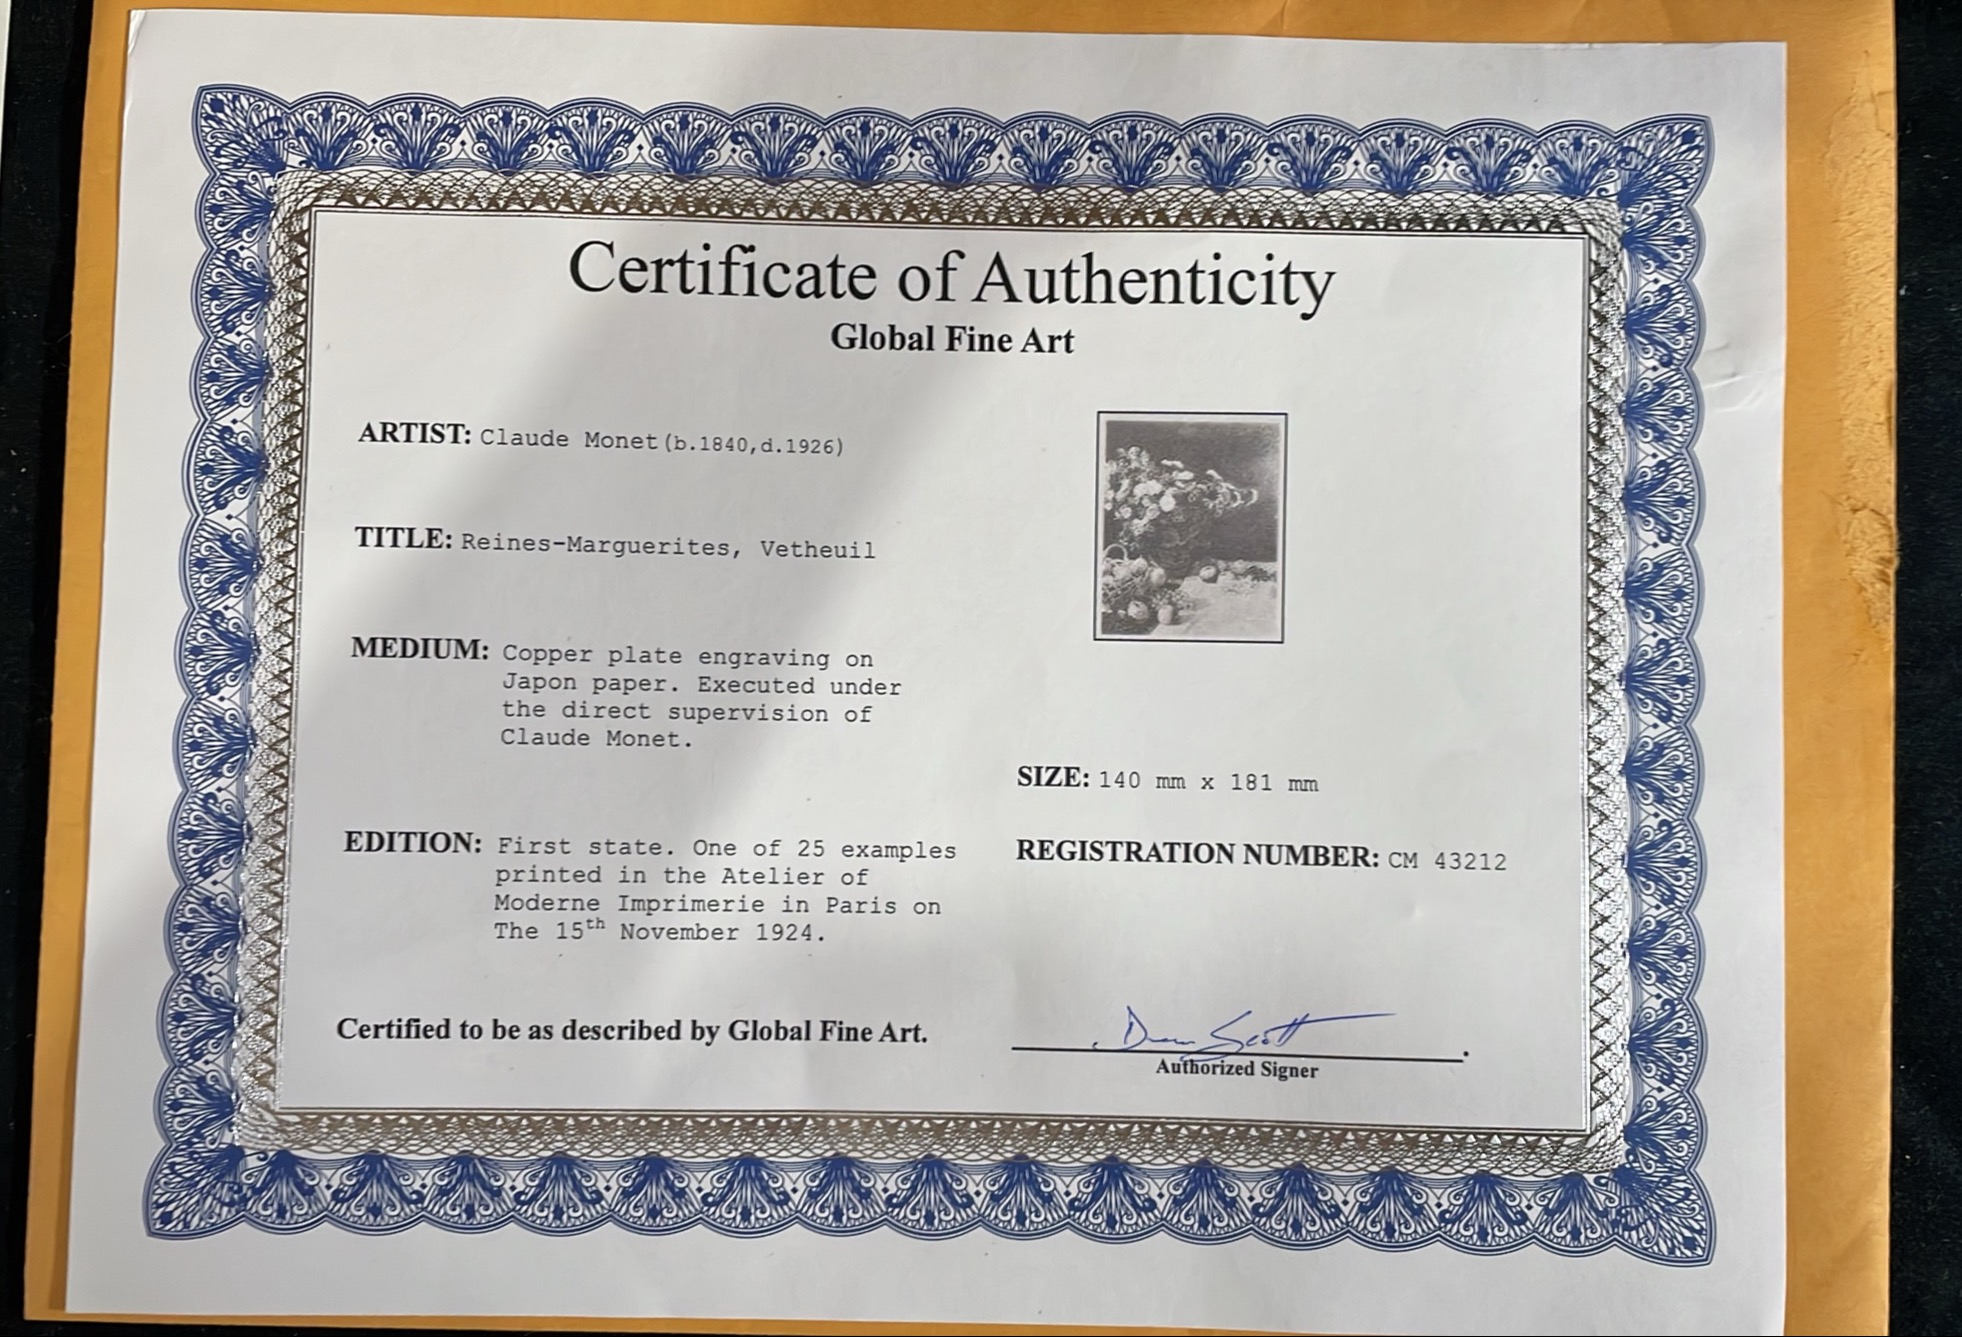 Certificate of Authenticity
Global Fine Art
ARTIST: Claude Monet(b.1840,d.1926)
TITLE: Reines-Marguerites, Vetheuil
MEDIUM: Copper plate engraving on
Japon paper. Executed under
the direct supervision of
Claude Monet.
SIZE: 140 mm x 181 mm
EDITION: First state. One of 25 examples
printed in the Atelier of
Moderne Imprimerie in Paris on
The 15th November 1924.
REGISTRATION NUMBER: CM 43212
Certified to be as described by Global Fine Art.
Drew Scott
Authorized Signer